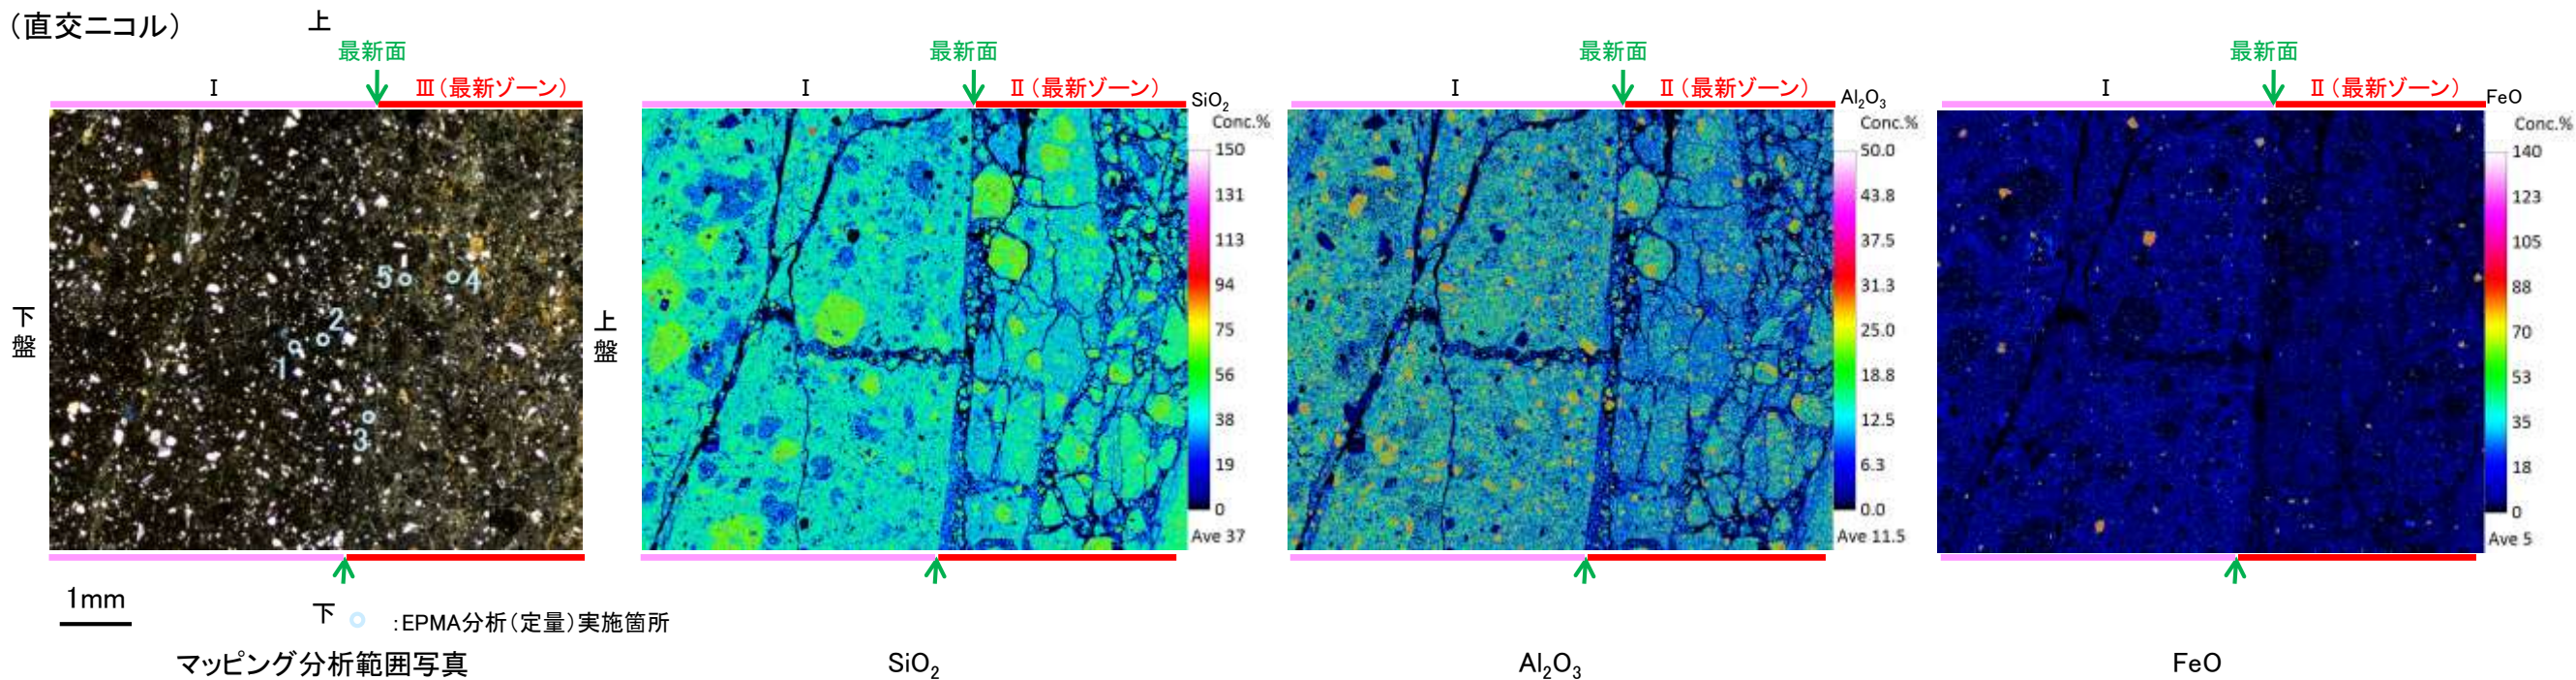 （直交ニコル）
上
最新面
最新面
最新面
最新面
Ⅰ
Ⅲ（最新ゾーン）
Ⅰ
Ⅱ（最新ゾーン）
Ⅰ
Ⅱ（最新ゾーン）
Ⅰ
Ⅱ（最新ゾーン）
下盤
上盤
5
4
2
1
3
SiO₂
Conc.%
150
131
113
94
75
56
38
19
0
Ave 37
Al₂O₃
Conc.%
50.0
43.8
37.5
31.3
25.0
18.8
12.5
6.3
0.0
Ave 11.5
FeO
Conc.%
140
123
105
88
70
53
35
18
0
Ave 5
1mm
下
：EPMA分析（定量）実施箇所
マッピング分析範囲写真
SiO₂
Al₂O₃
FeO